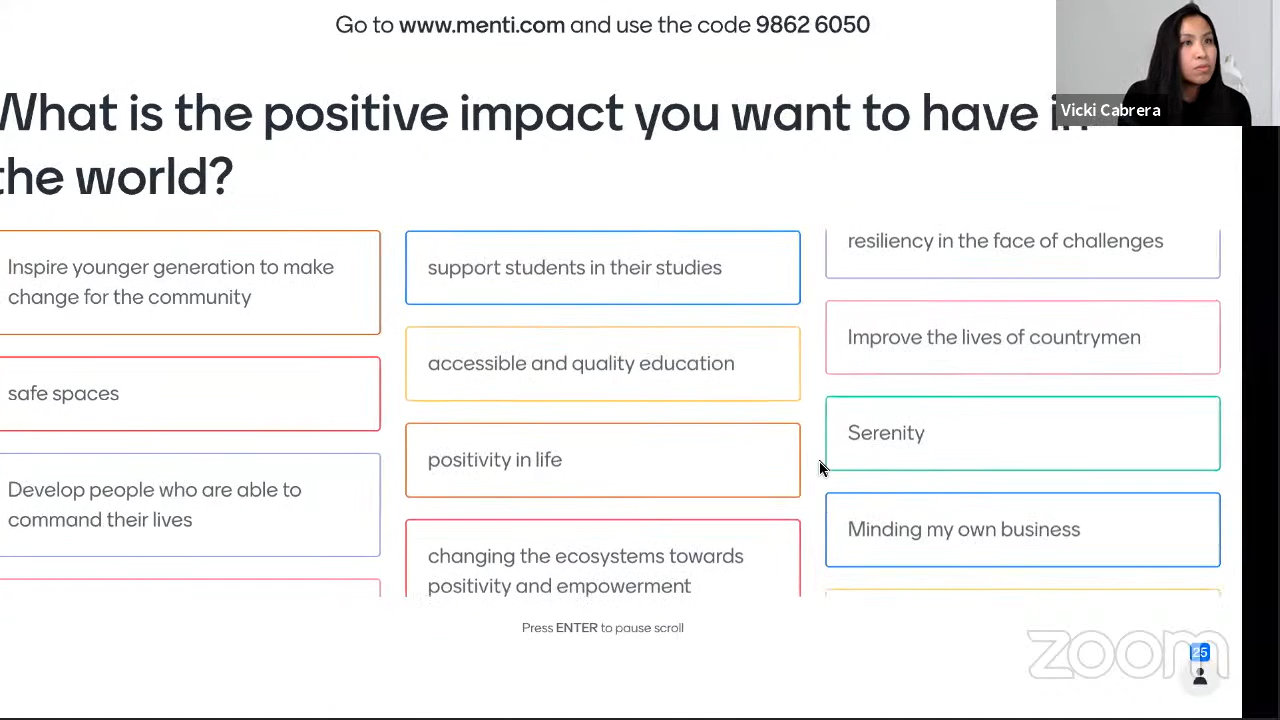 Go to www.menti.com and use the code 9862 6050
Vicki Cabrera
What is the positive impact you want to have in
the world?
Inspire younger generation to make
change for the community
safe spaces
Develop people who are able to
command their lives
support students in their studies
accessible and quality education
positivity in life
changing the ecosystems towards
positivity and empowerment
resiliency in the face of challenges
Improve the lives of countrymen
Serenity
Minding my own business
Press ENTER to pause scroll
zoom
25